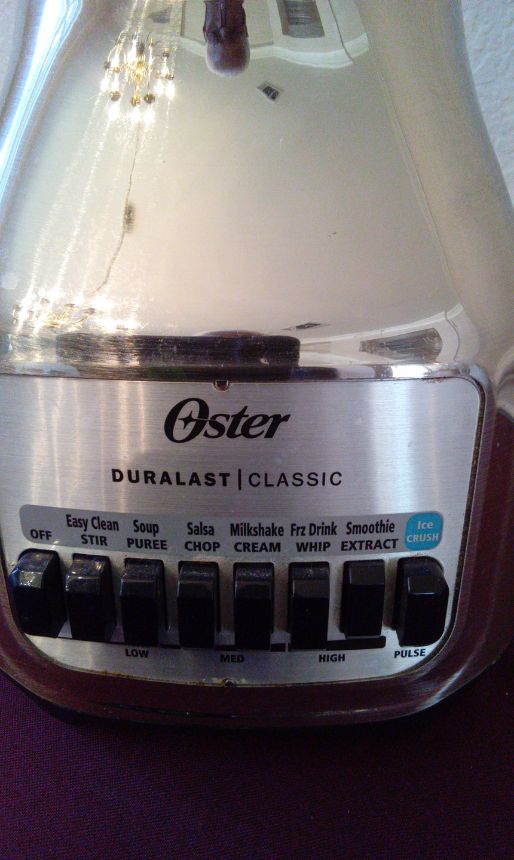 Oster
DURALAST | CLASSIC
Easy Clean Soup Salsa Milkshake Frz Drink Smoothie Ice
OFF STIR PUREE CHOP CREAM WHIP EXTRACT CRUSH
LOW MED HIGH PULSE